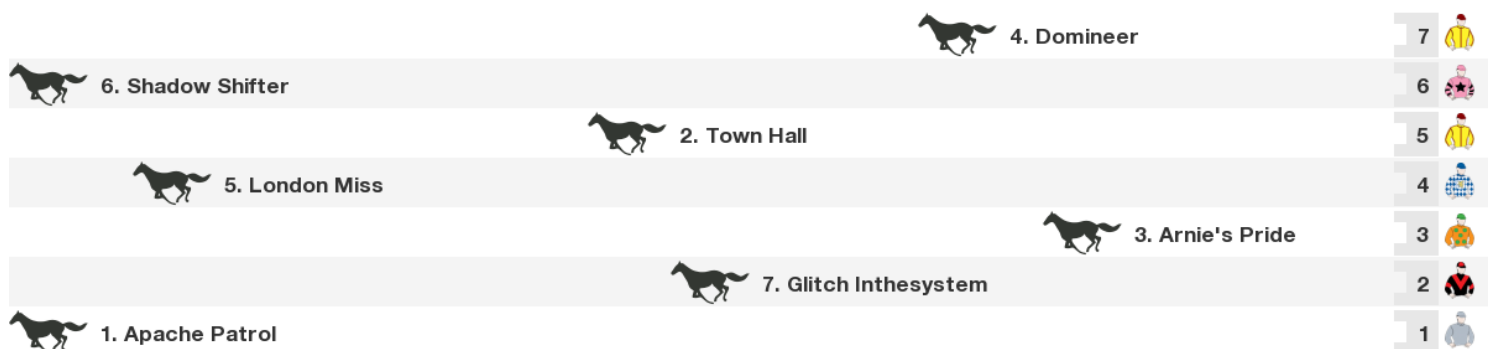 4. Domineer 7
6. Shadow Shifter 6
2. Town Hall 5
5. London Miss 4
3. Arnie's Pride 3
7. Glitch Inthesystem 2
1. Apache Patrol 1